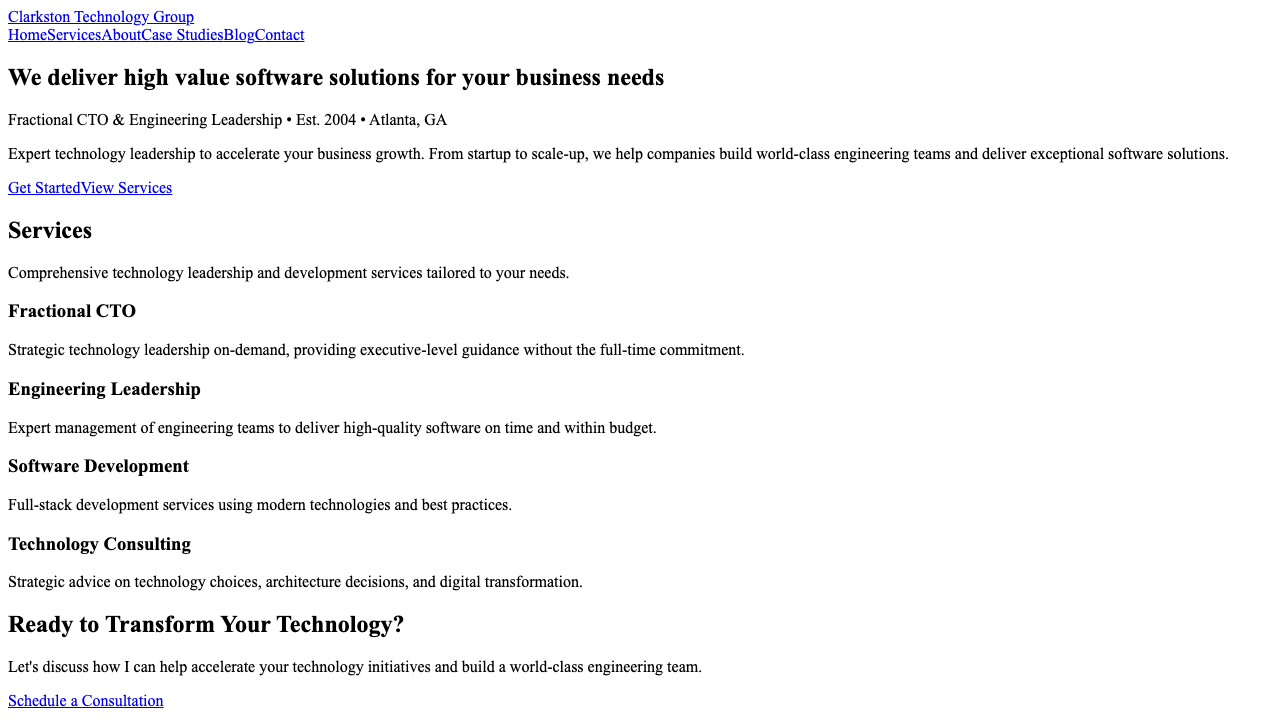 Clarkston Technology Group
HomeServicesAboutCase StudiesBlogContact
We deliver high value software solutions for your business needs
Fractional CTO & Engineering Leadership • Est. 2004 • Atlanta, GA
Expert technology leadership to accelerate your business growth. From startup to scale-up, we help companies build world-class engineering teams and deliver exceptional software solutions.
Get StartedView Services
Services
Comprehensive technology leadership and development services tailored to your needs.
Fractional CTO
Strategic technology leadership on-demand, providing executive-level guidance without the full-time commitment.
Engineering Leadership
Expert management of engineering teams to deliver high-quality software on time and within budget.
Software Development
Full-stack development services using modern technologies and best practices.
Technology Consulting
Strategic advice on technology choices, architecture decisions, and digital transformation.
Ready to Transform Your Technology?
Let's discuss how I can help accelerate your technology initiatives and build a world-class engineering team.
Schedule a Consultation